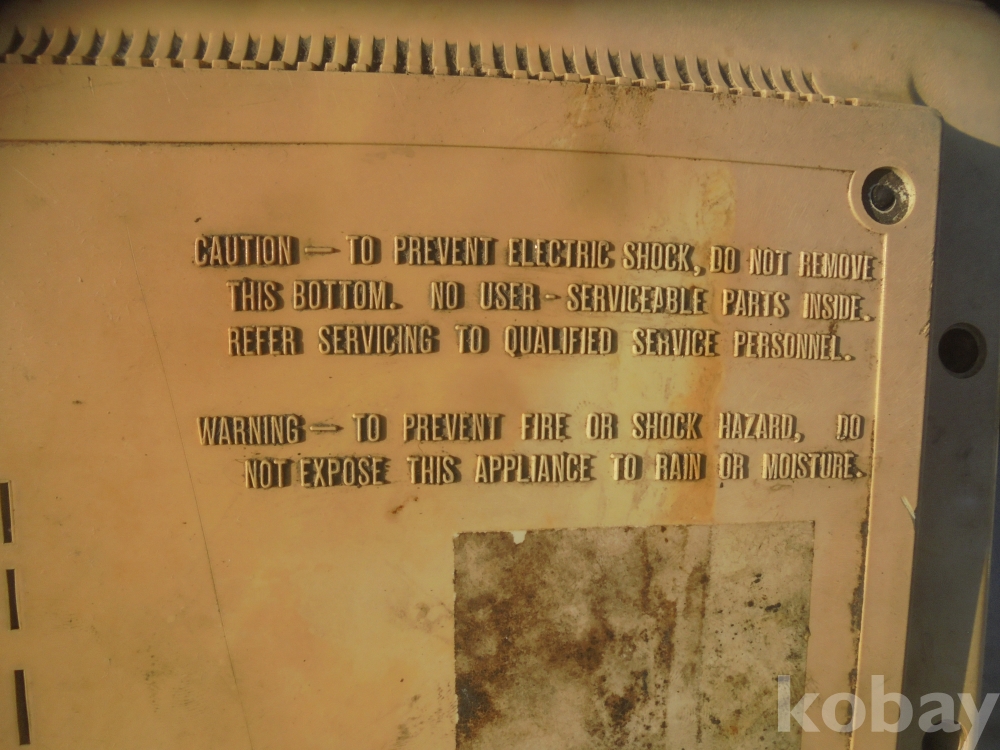 CAUTION — TO PREVENT ELECTRIC SHOCK, DO NOT REMOVE
THIS BOTTOM. NO USER-SERVICEABLE PARTS INSIDE.
REFER SERVICING TO QUALIFIED SERVICE PERSONNEL.
WARNING — TO PREVENT FIRE OR SHOCK HAZARD, DO
NOT EXPOSE THIS APPLIANCE TO RAIN OR MOISTURE.
kobay